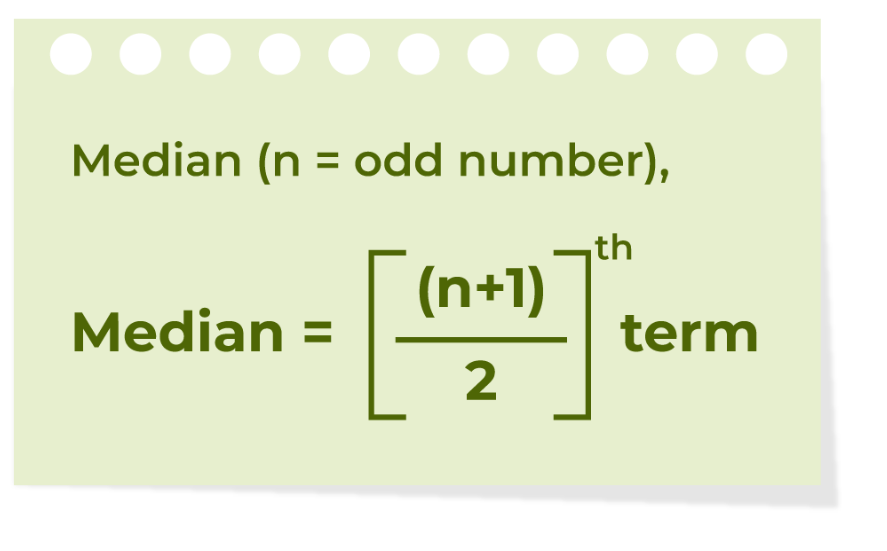 Median (n = odd number),
Median = [(n+1)/2]th term